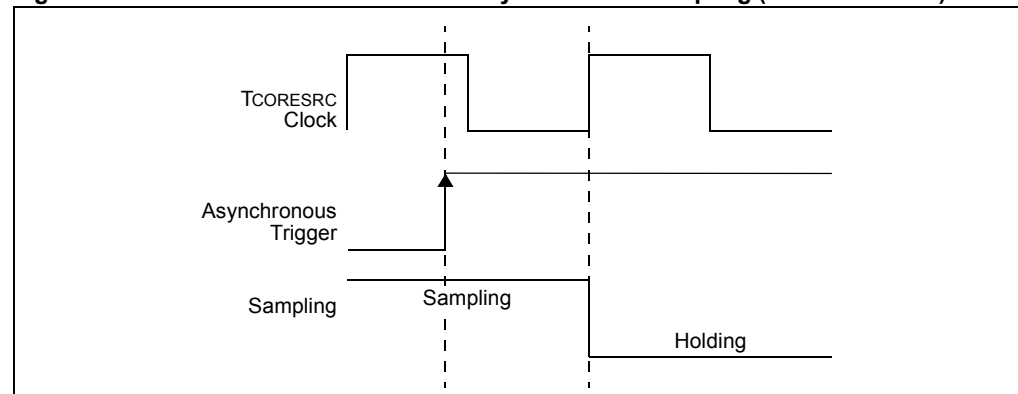 TCORESRC
Clock
Asynchronous
Trigger
Sampling
Sampling
Holding